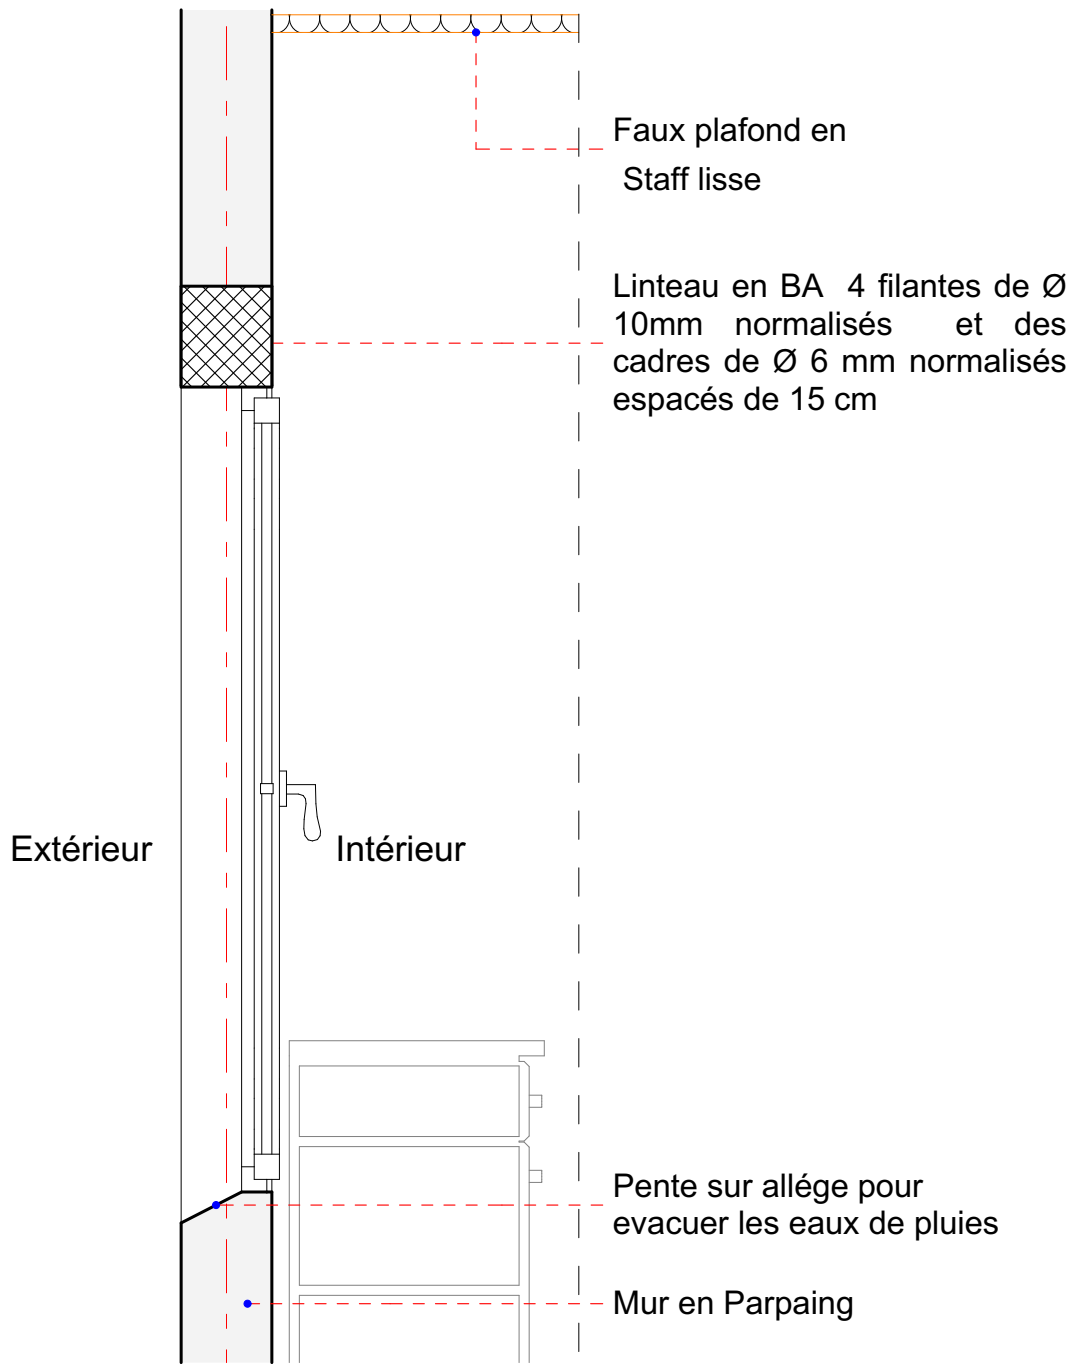 Faux plafond en
Staff lisse
Linteau en BA 4 filantes de Ø
10mm normalisés et des
cadres de Ø 6 mm normalisés
espacés de 15 cm
Extérieur
Intérieur
Pente sur allége pour
evacuer les eaux de pluies
Mur en Parpaing